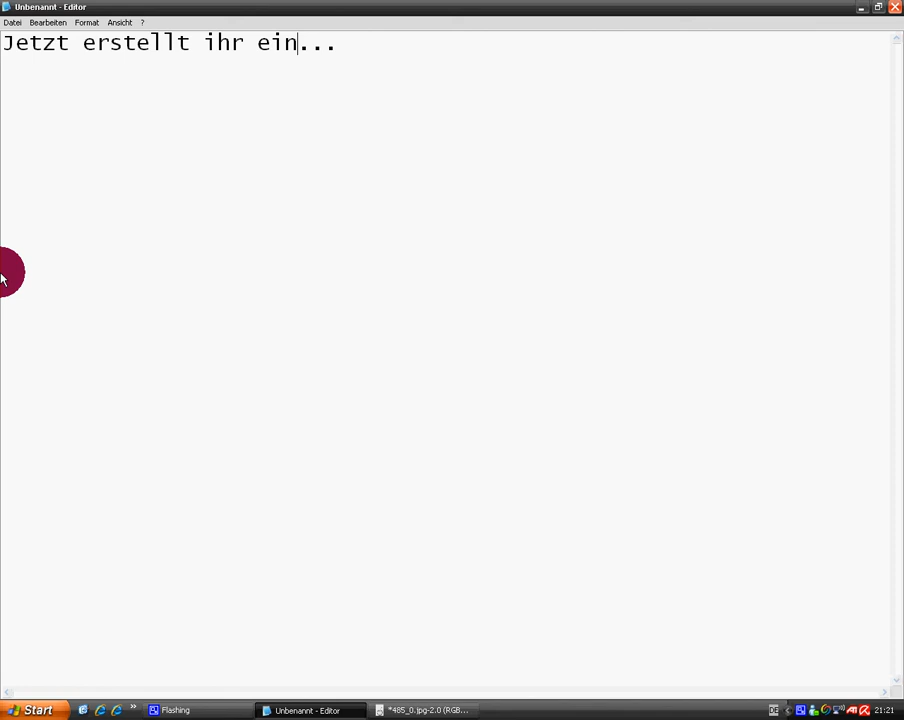 Unbenannt - Editor
Datei Bearbeiten Format Ansicht ?
Jetzt erstellt ihr ein...
Start » Flashing Unbenannt - Editor *485_0.jpg-2.0 (RGB... DE 21:21